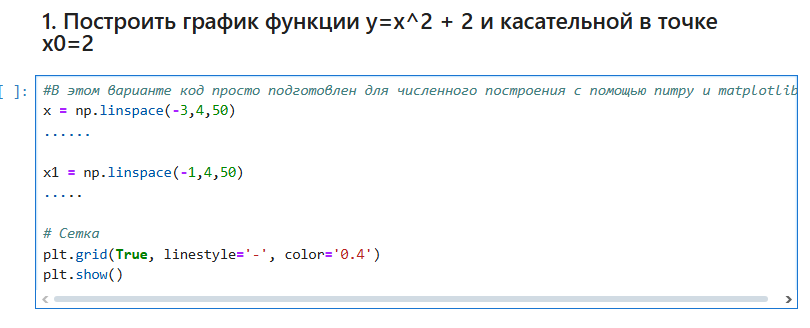 1. Построить график функции y=x^2 + 2 и касательной в точке
x0=2
[ ]:
#В этом варианте код просто подготовлен для численного построения с помощью numpy и matplotlib
x = np.linspace(-3,4,50)
......
x1 = np.linspace(-1,4,50)
.....
# Сетка
plt.grid(True, linestyle='-', color='0.4')
plt.show()